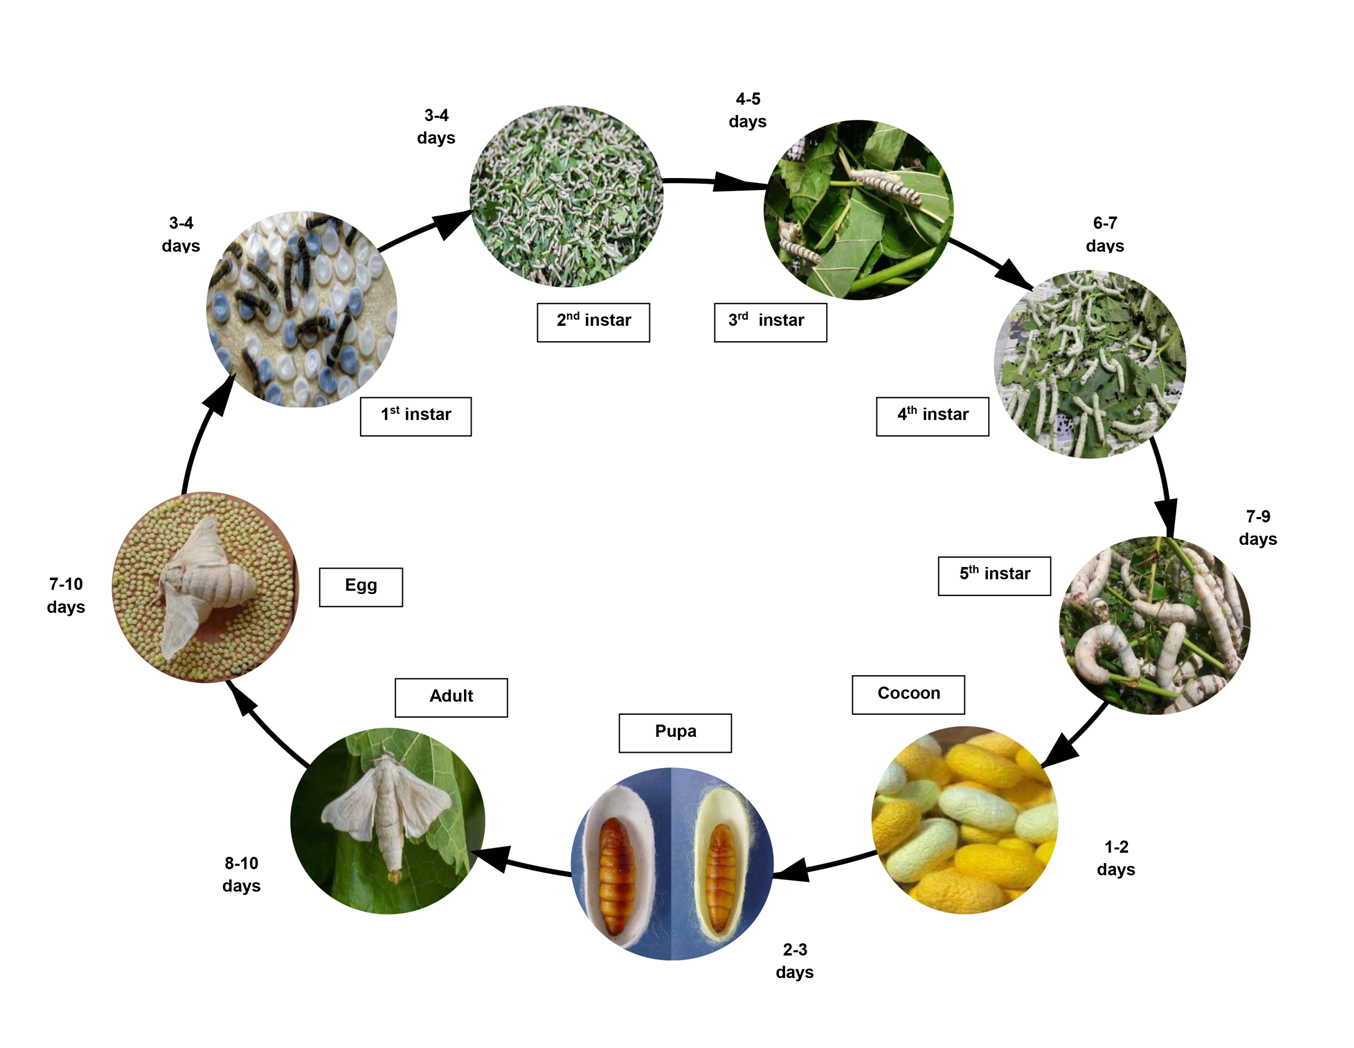 4-5
days
3-4
days
3-4
days
6-7
days
2nd instar
3rd instar
1st instar
4th instar
7-9
days
5th instar
7-10
days
Egg
Adult
Cocoon
Pupa
8-10
days
1-2
days
2-3
days